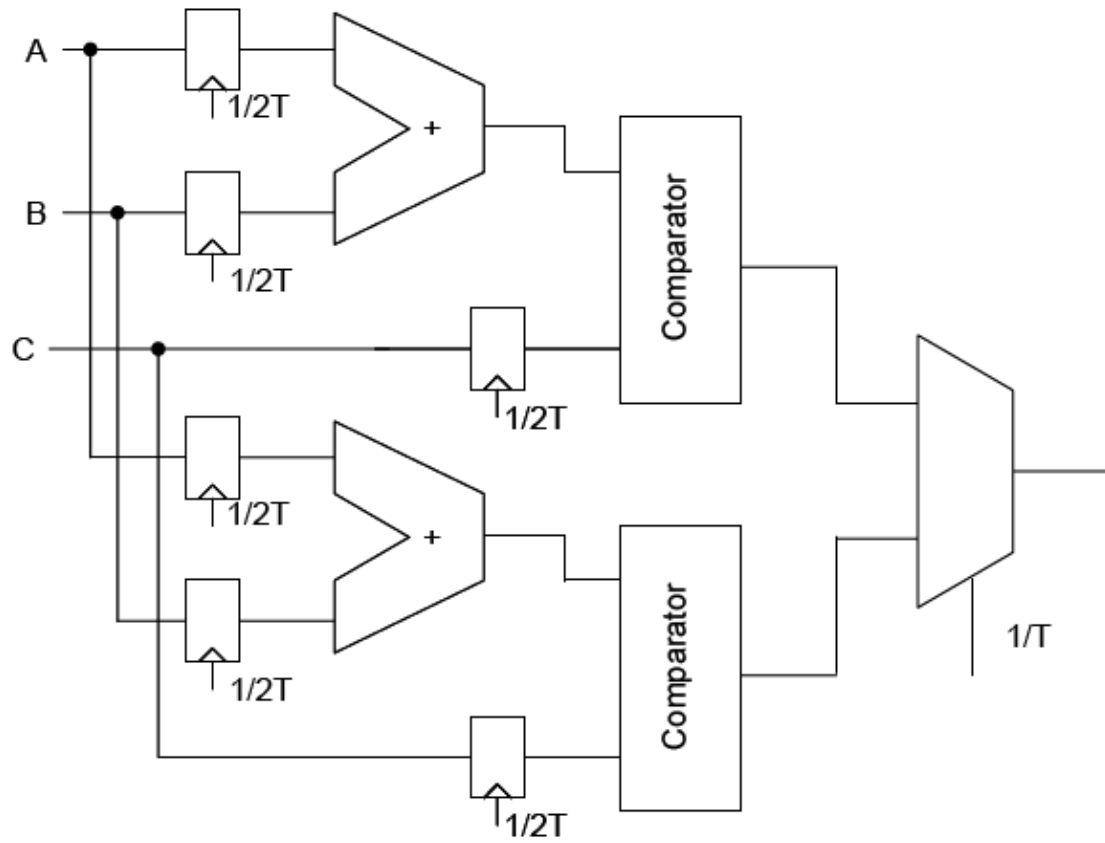 A
1/2T
+
B
1/2T
Comparator
C
1/2T
1/2T
+
1/2T
Comparator
1/T
1/2T